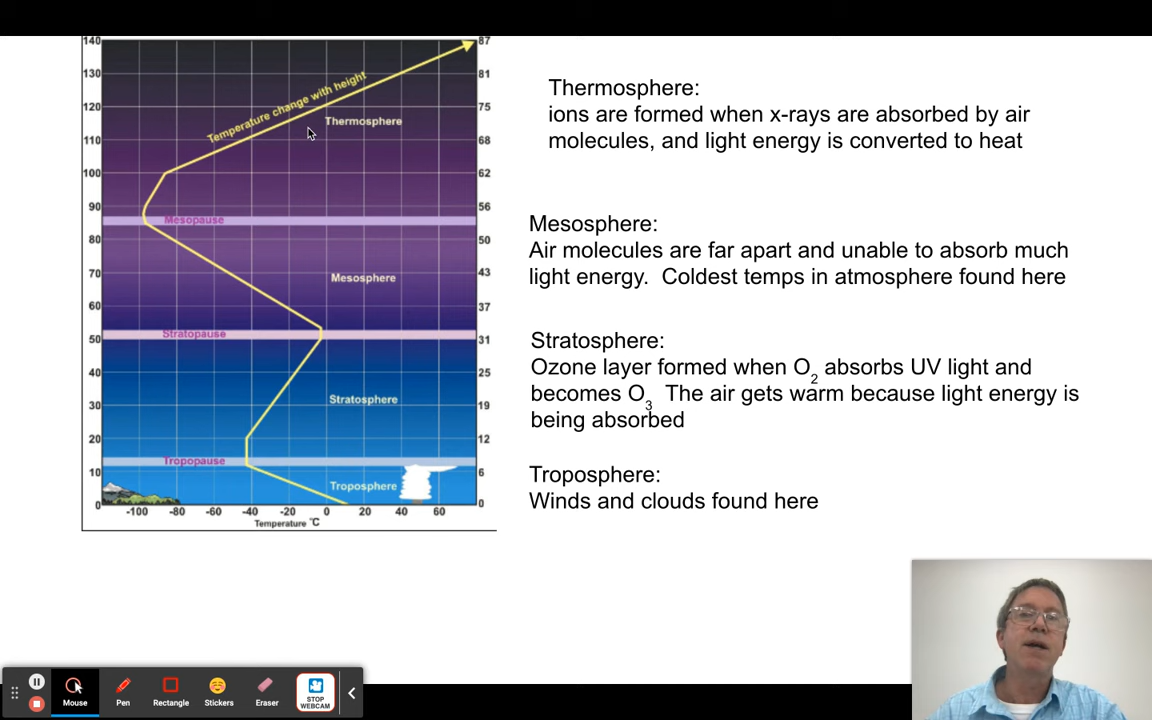 140
130
120
110
100
90
80
70
60
50
40
30
20
10
0
87
81
75
68
62
56
50
43
37
31
25
19
12
6
0
Temperature change with height
Thermosphere
Mesopause
Mesosphere
Stratopause
Stratosphere
Tropopause
Troposphere
-100 -80 -60 -40 -20 0 20 40 60
Temperature °C
Thermosphere:
ions are formed when x-rays are absorbed by air
molecules, and light energy is converted to heat
Mesosphere:
Air molecules are far apart and unable to absorb much
light energy. Coldest temps in atmosphere found here
Stratosphere:
Ozone layer formed when O2 absorbs UV light and
becomes O3 The air gets warm because light energy is
being absorbed
Troposphere:
Winds and clouds found here
Mouse
Pen
Rectangle
Stickers
Eraser
STOP
WEBCAM